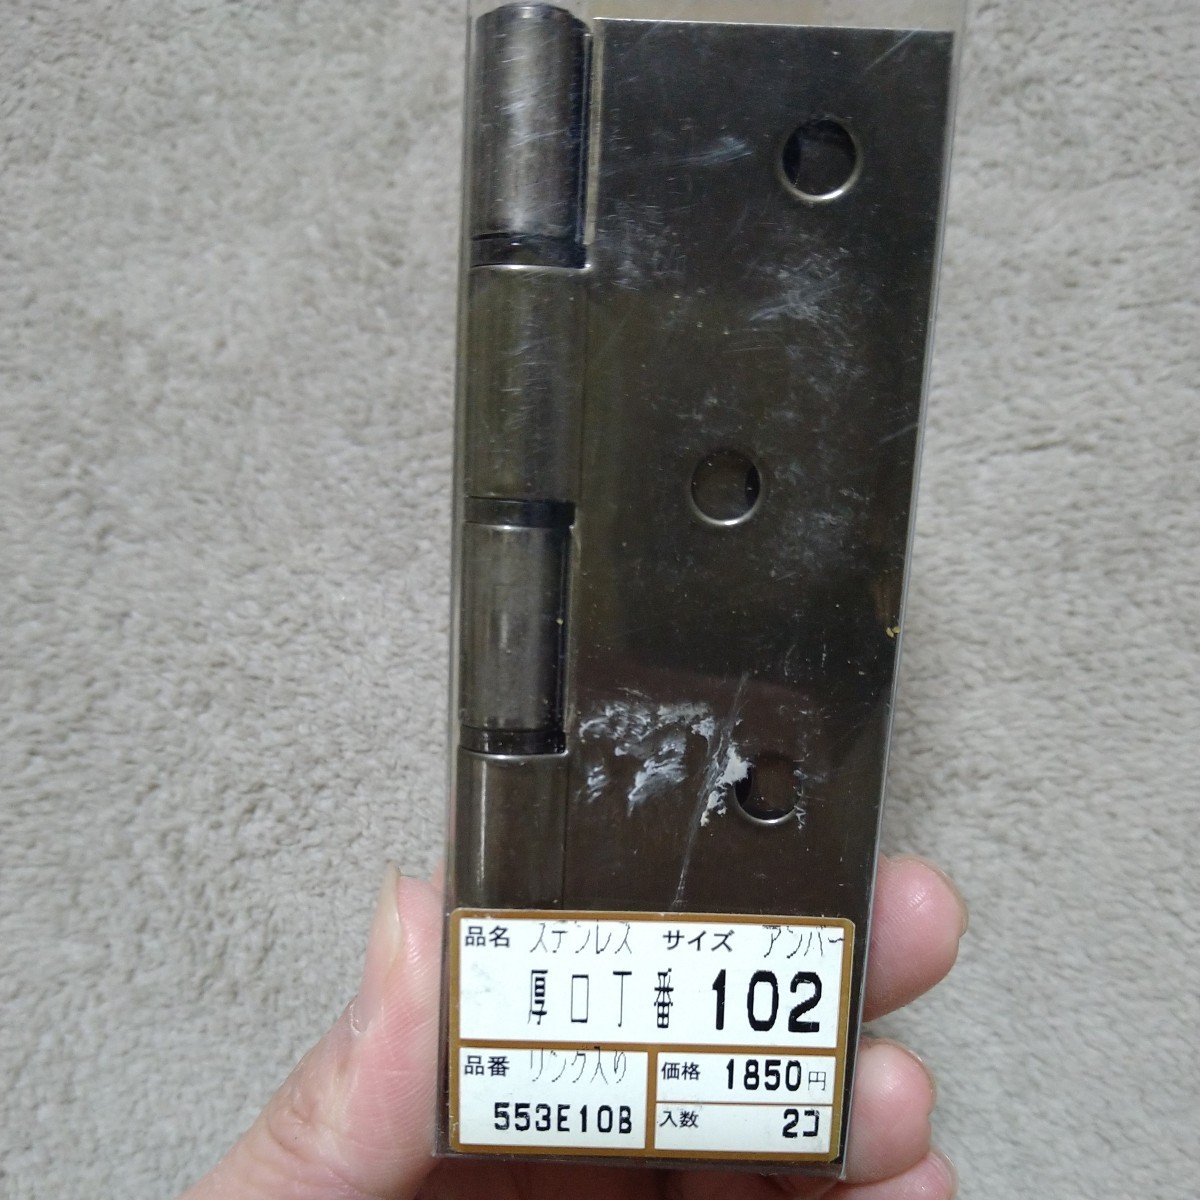 品名 ステンレス サイズ アンバー
厚口丁番 102
品番 リング入り 価格 1850円
553E10B 入数 2コ